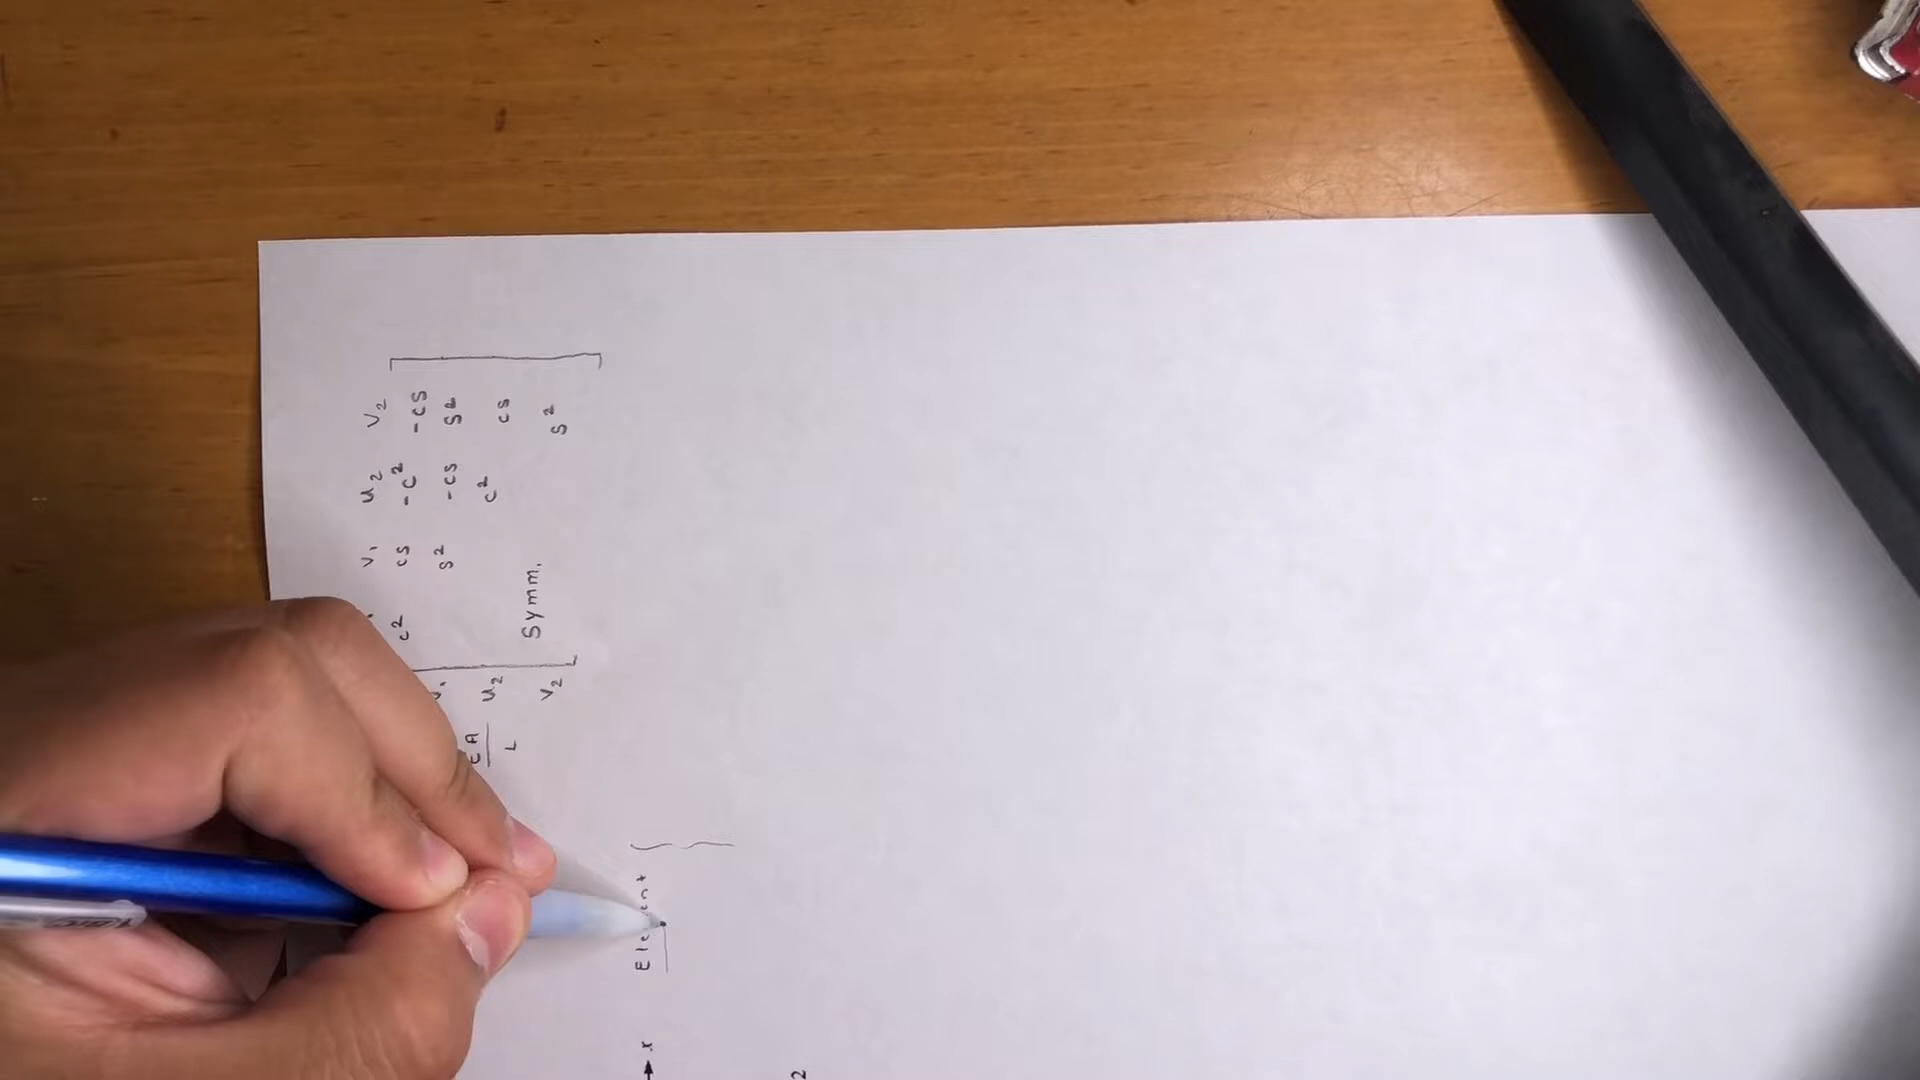 v₁ u₂ v₂
c² cs -c² -cs
v₁ s² -cs s²
EA
u₂ c² cs
L
Symm.
v₂ s²
Element
x
2